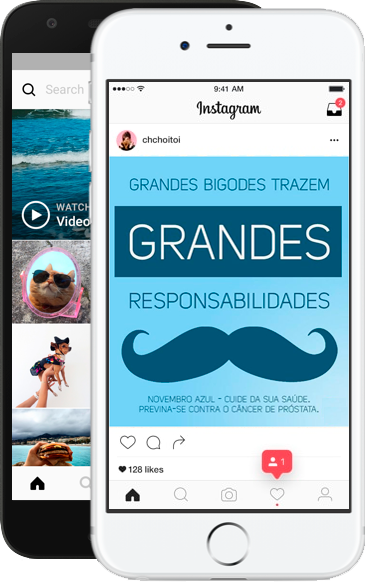 Search
WATCH
Video
9:41 AM
Instagram
2
chchoitoi
GRANDES BIGODES TRAZEM
GRANDES
RESPONSABILIDADES
NOVEMBRO AZUL - CUIDE DA SUA SAÚDE.
PREVINA-SE CONTRA O CÂNCER DE PRÓSTATA.
128 likes
1